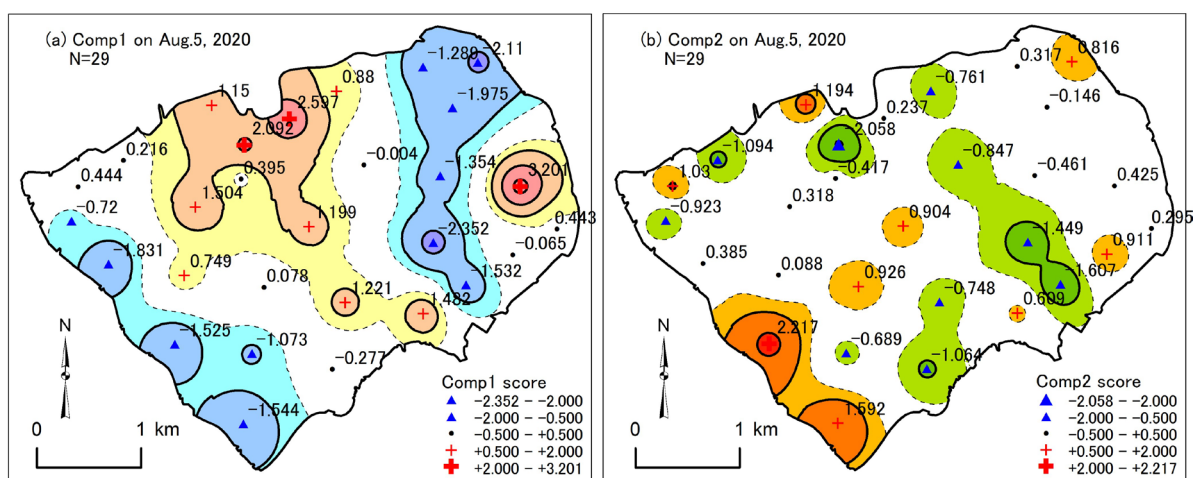 (a) Comp1 on Aug.5, 2020
N=29
−1.289
−2.11
−1.975
0.88
1.15
2.597
2.092
−0.004
0.216
0.395
−1.354
3.201
0.444
1.504
−0.72
1.199
0.443
−2.352
−0.065
−1.831
0.749
0.078
−1.532
1.221
1.482
−1.525
−1.073
−0.277
−1.544
N
0 1 km
Comp1 score
−2.352 − −2.000
−2.000 − −0.500
−0.500 − +0.500
+0.500 − +2.000
+2.000 − +3.201
(b) Comp2 on Aug.5, 2020
N=29
0.317
0.816
−0.761
−0.146
1.194
0.237
−2.058
−1.094
−0.417
−0.847
−0.461
1.03
0.425
0.318
−0.923
0.904
0.295
−1.449
0.911
0.385
0.088
0.926
−1.607
−0.748
0.609
2.217
−0.689
−1.064
1.592
N
0 1 km
Comp2 score
−2.058 − −2.000
−2.000 − −0.500
−0.500 − +0.500
+0.500 − +2.000
+2.000 − +2.217